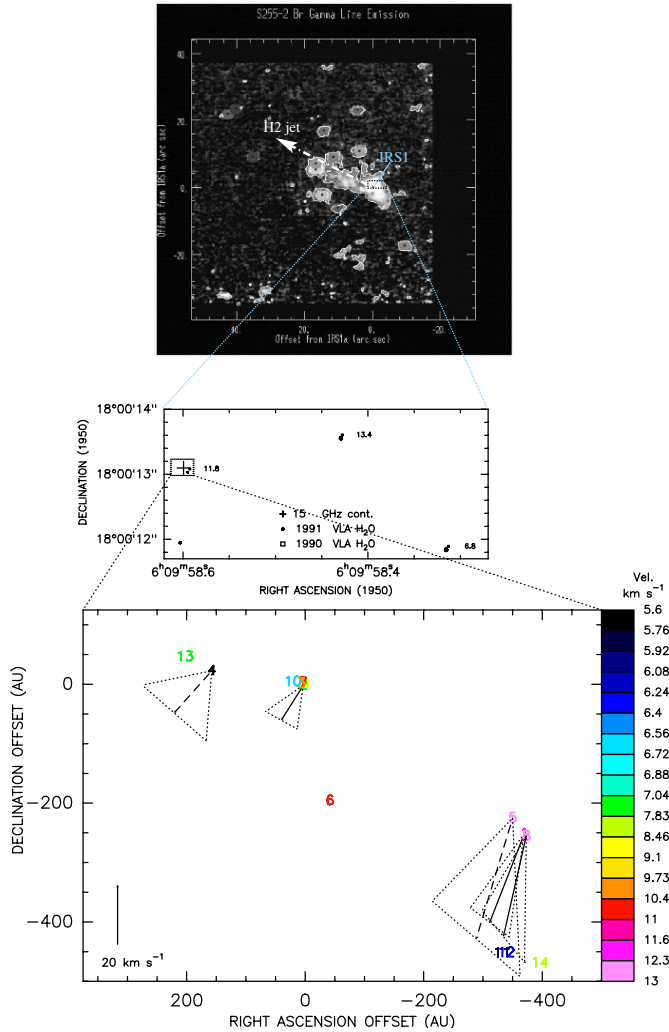 S255-2 Br Gamma Line Emission
40.
20.
0.
-20.
Offset from IRS1a (arc sec)
H2 jet
IRS1
40. 20. 0. -20.
Offset from IRS1a (arc sec)
18°00'14"
18°00'13"
18°00'12"
DECLINATION (1950)
13.4
11.8
6.8
+ 15 GHz cont.
1991 VLA H2O
1990 VLA H2O
6h09m58s.6 6h09m58s.4
RIGHT ASCENSION (1950)
Vel.
km s-1
5.6
5.76
5.92
6.08
6.24
6.4
6.56
6.72
6.88
7.04
7.83
8.46
9.1
9.73
10.4
11
11.6
12.3
13
0
-200
-400
DECLINATION OFFSET (AU)
13
4
10
6
5
12
14
20 km s-1
200 0 -200 -400
RIGHT ASCENSION OFFSET (AU)